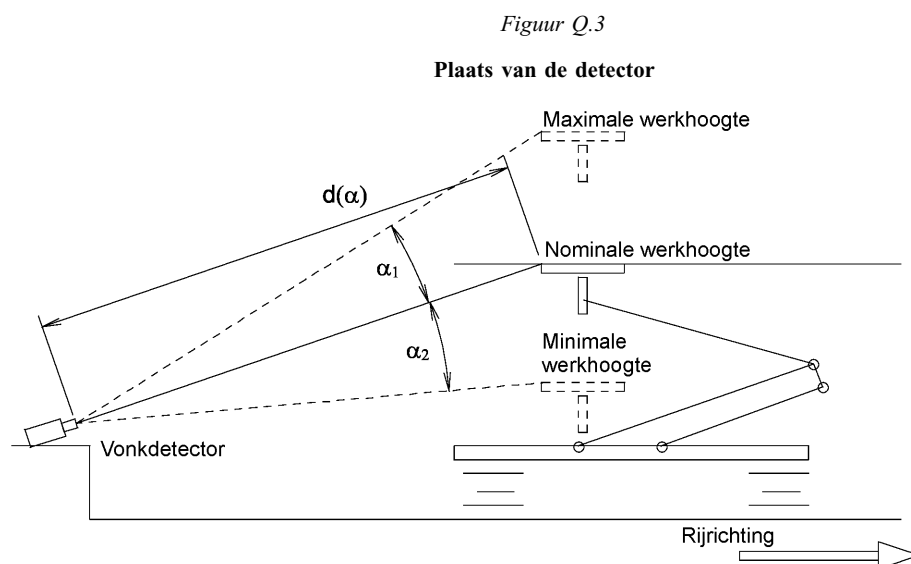 Figuur Q.3
Plaats van de detector
Maximale werkhoogte
d(α)
Nominale werkhoogte
α1
Minimale
werkhoogte
α2
Vonkdetector
Rijrichting